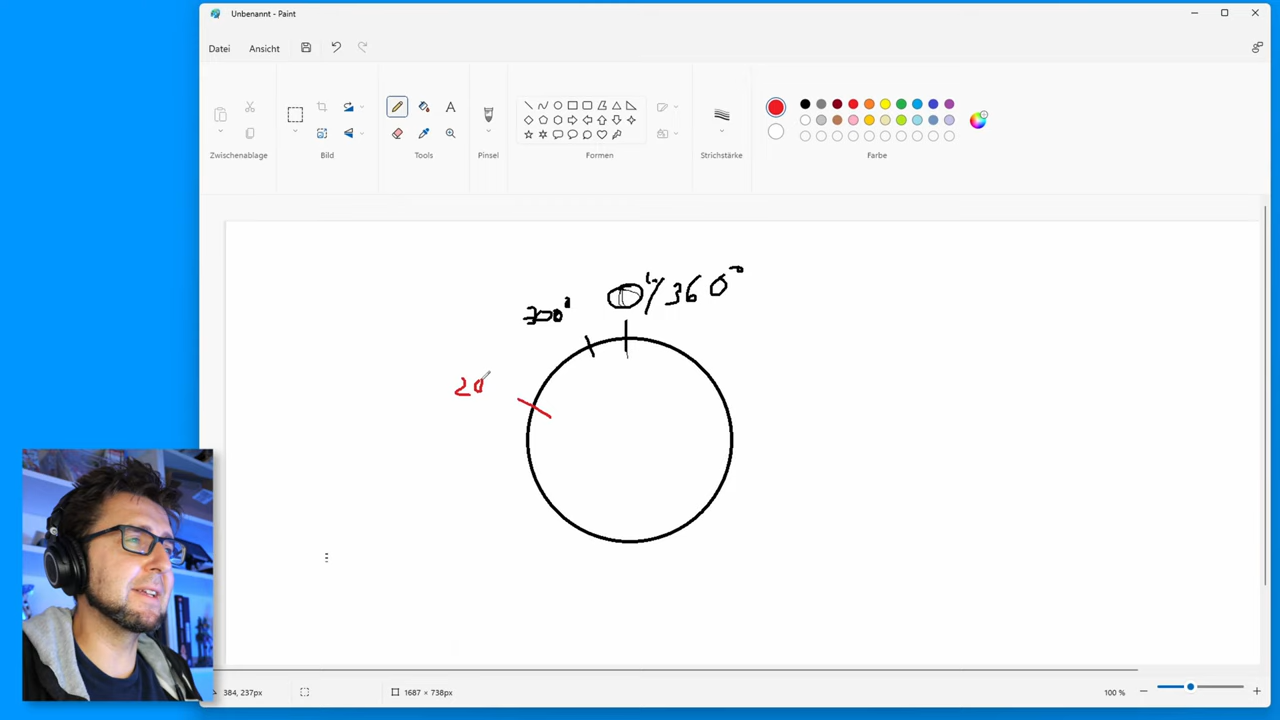 Unbenannt - Paint
Datei Ansicht
Zwischenablage Bild Tools Pinsel Formen Strichstärke Farbe
0°/360°
300°
20
384, 237px 1687 × 738px 100 %